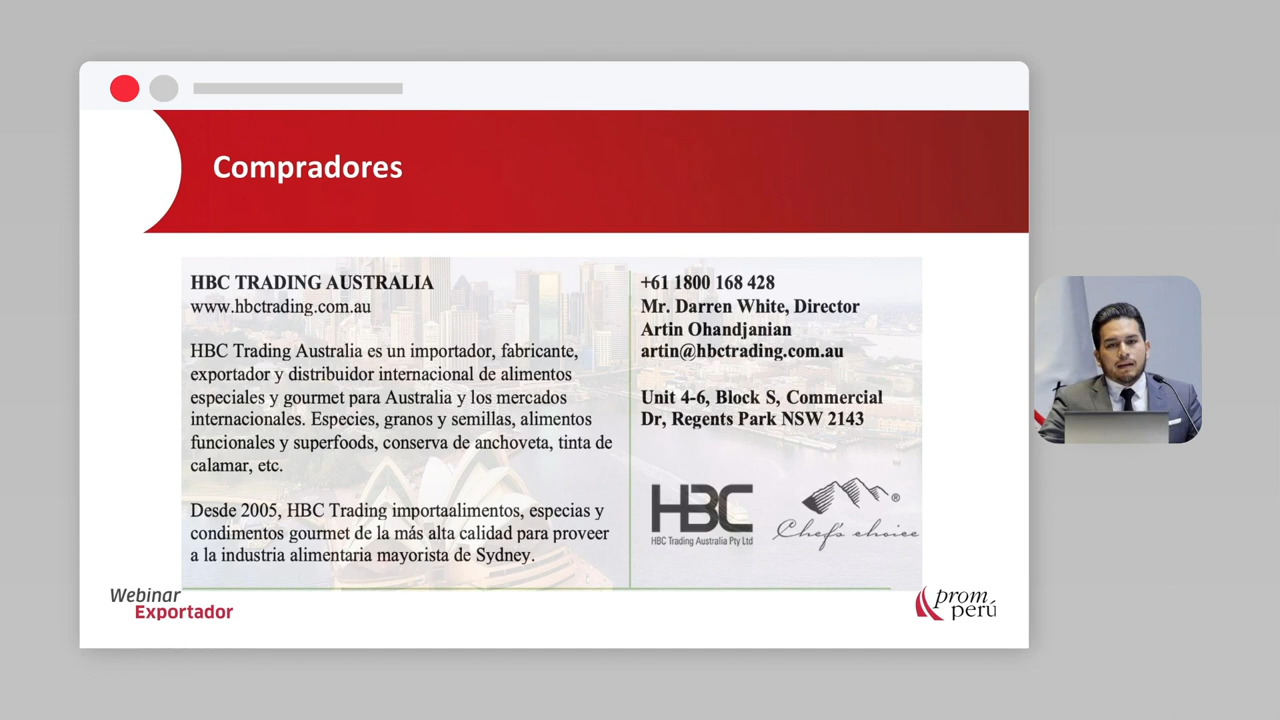 Compradores
HBC TRADING AUSTRALIA
www.hbctrading.com.au
HBC Trading Australia es un importador, fabricante,
exportador y distribuidor internacional de alimentos
especiales y gourmet para Australia y los mercados
internacionales. Especies, granos y semillas, alimentos
funcionales y superfoods, conserva de anchoveta, tinta de
calamar, etc.
Desde 2005, HBC Trading importaalimentos, especias y
condimentos gourmet de la más alta calidad para proveer
a la industria alimentaria mayorista de Sydney.
+61 1800 168 428
Mr. Darren White, Director
Artin Ohandjanian
artin@hbctrading.com.au
Unit 4-6, Block S, Commercial
Dr, Regents Park NSW 2143
HBC
HBC Trading Australia Pty Ltd
®
Chef's choice
Webinar
Exportador
prom
perú